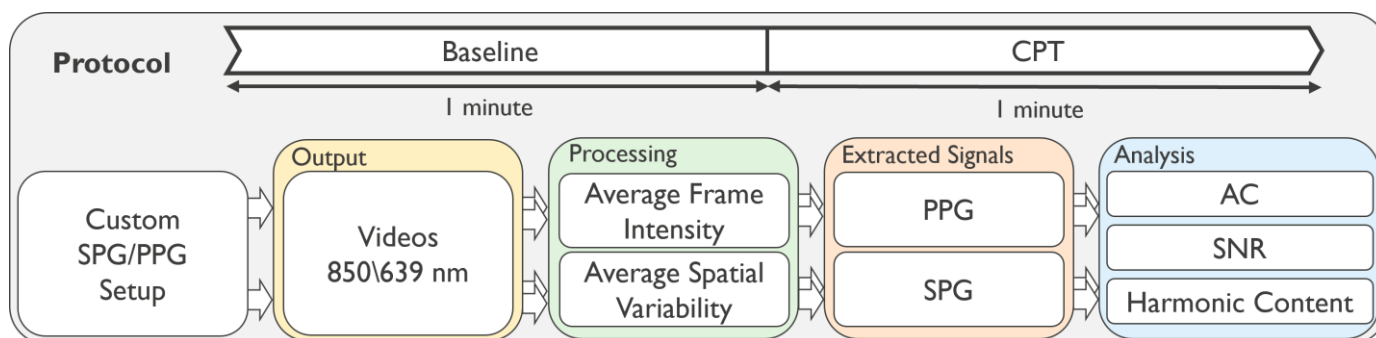 Protocol
Baseline
CPT
1 minute
1 minute
Custom
SPG/PPG
Setup
Output
Videos
850\639 nm
Processing
Average Frame
Intensity
Average Spatial
Variability
Extracted Signals
PPG
SPG
Analysis
AC
SNR
Harmonic Content